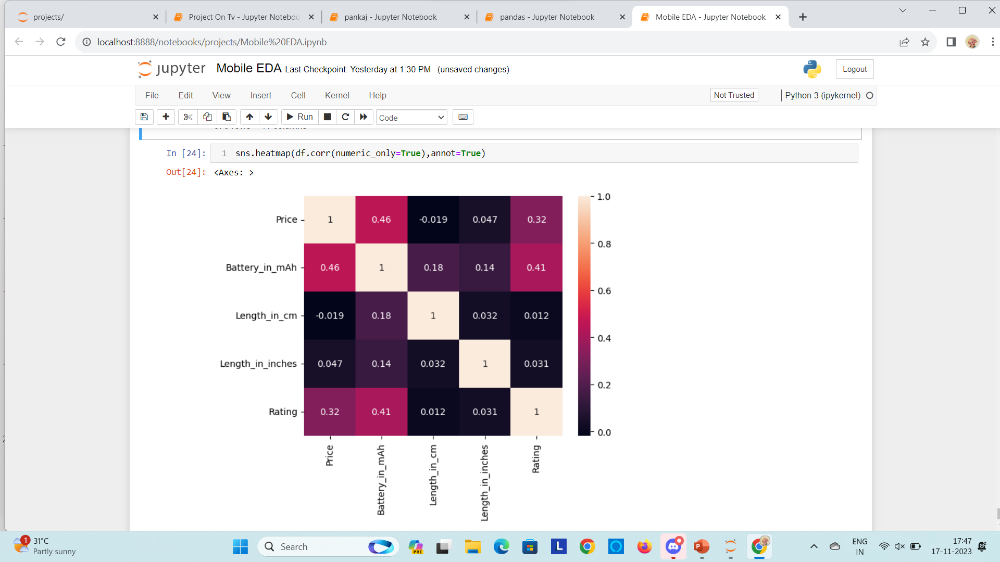 projects/
Project On Tv - Jupyter Noteboo
pankaj - Jupyter Notebook
pandas - Jupyter Notebook
Mobile EDA - Jupyter Notebook
localhost:8888/notebooks/projects/Mobile%20EDA.ipynb
jupyter Mobile EDA Last Checkpoint: Yesterday at 1:30 PM (unsaved changes)
Logout
File Edit View Insert Cell Kernel Help
Not Trusted
Python 3 (ipykernel)
Run
Code
In [24]: 1 sns.heatmap(df.corr(numeric_only=True),annot=True)
Out[24]: <Axes: >
Price 1 0.46 -0.019 0.047 0.32
Battery_in_mAh 0.46 1 0.18 0.14 0.41
Length_in_cm -0.019 0.18 1 0.032 0.012
Length_in_inches 0.047 0.14 0.032 1 0.031
Rating 0.32 0.41 0.012 0.031 1
Price
Battery_in_mAh
Length_in_cm
Length_in_inches
Rating
1.0
0.8
0.6
0.4
0.2
0.0
1
31°C
Partly sunny
Search
PRE
L
P
ENG
IN
17:47
17-11-2023